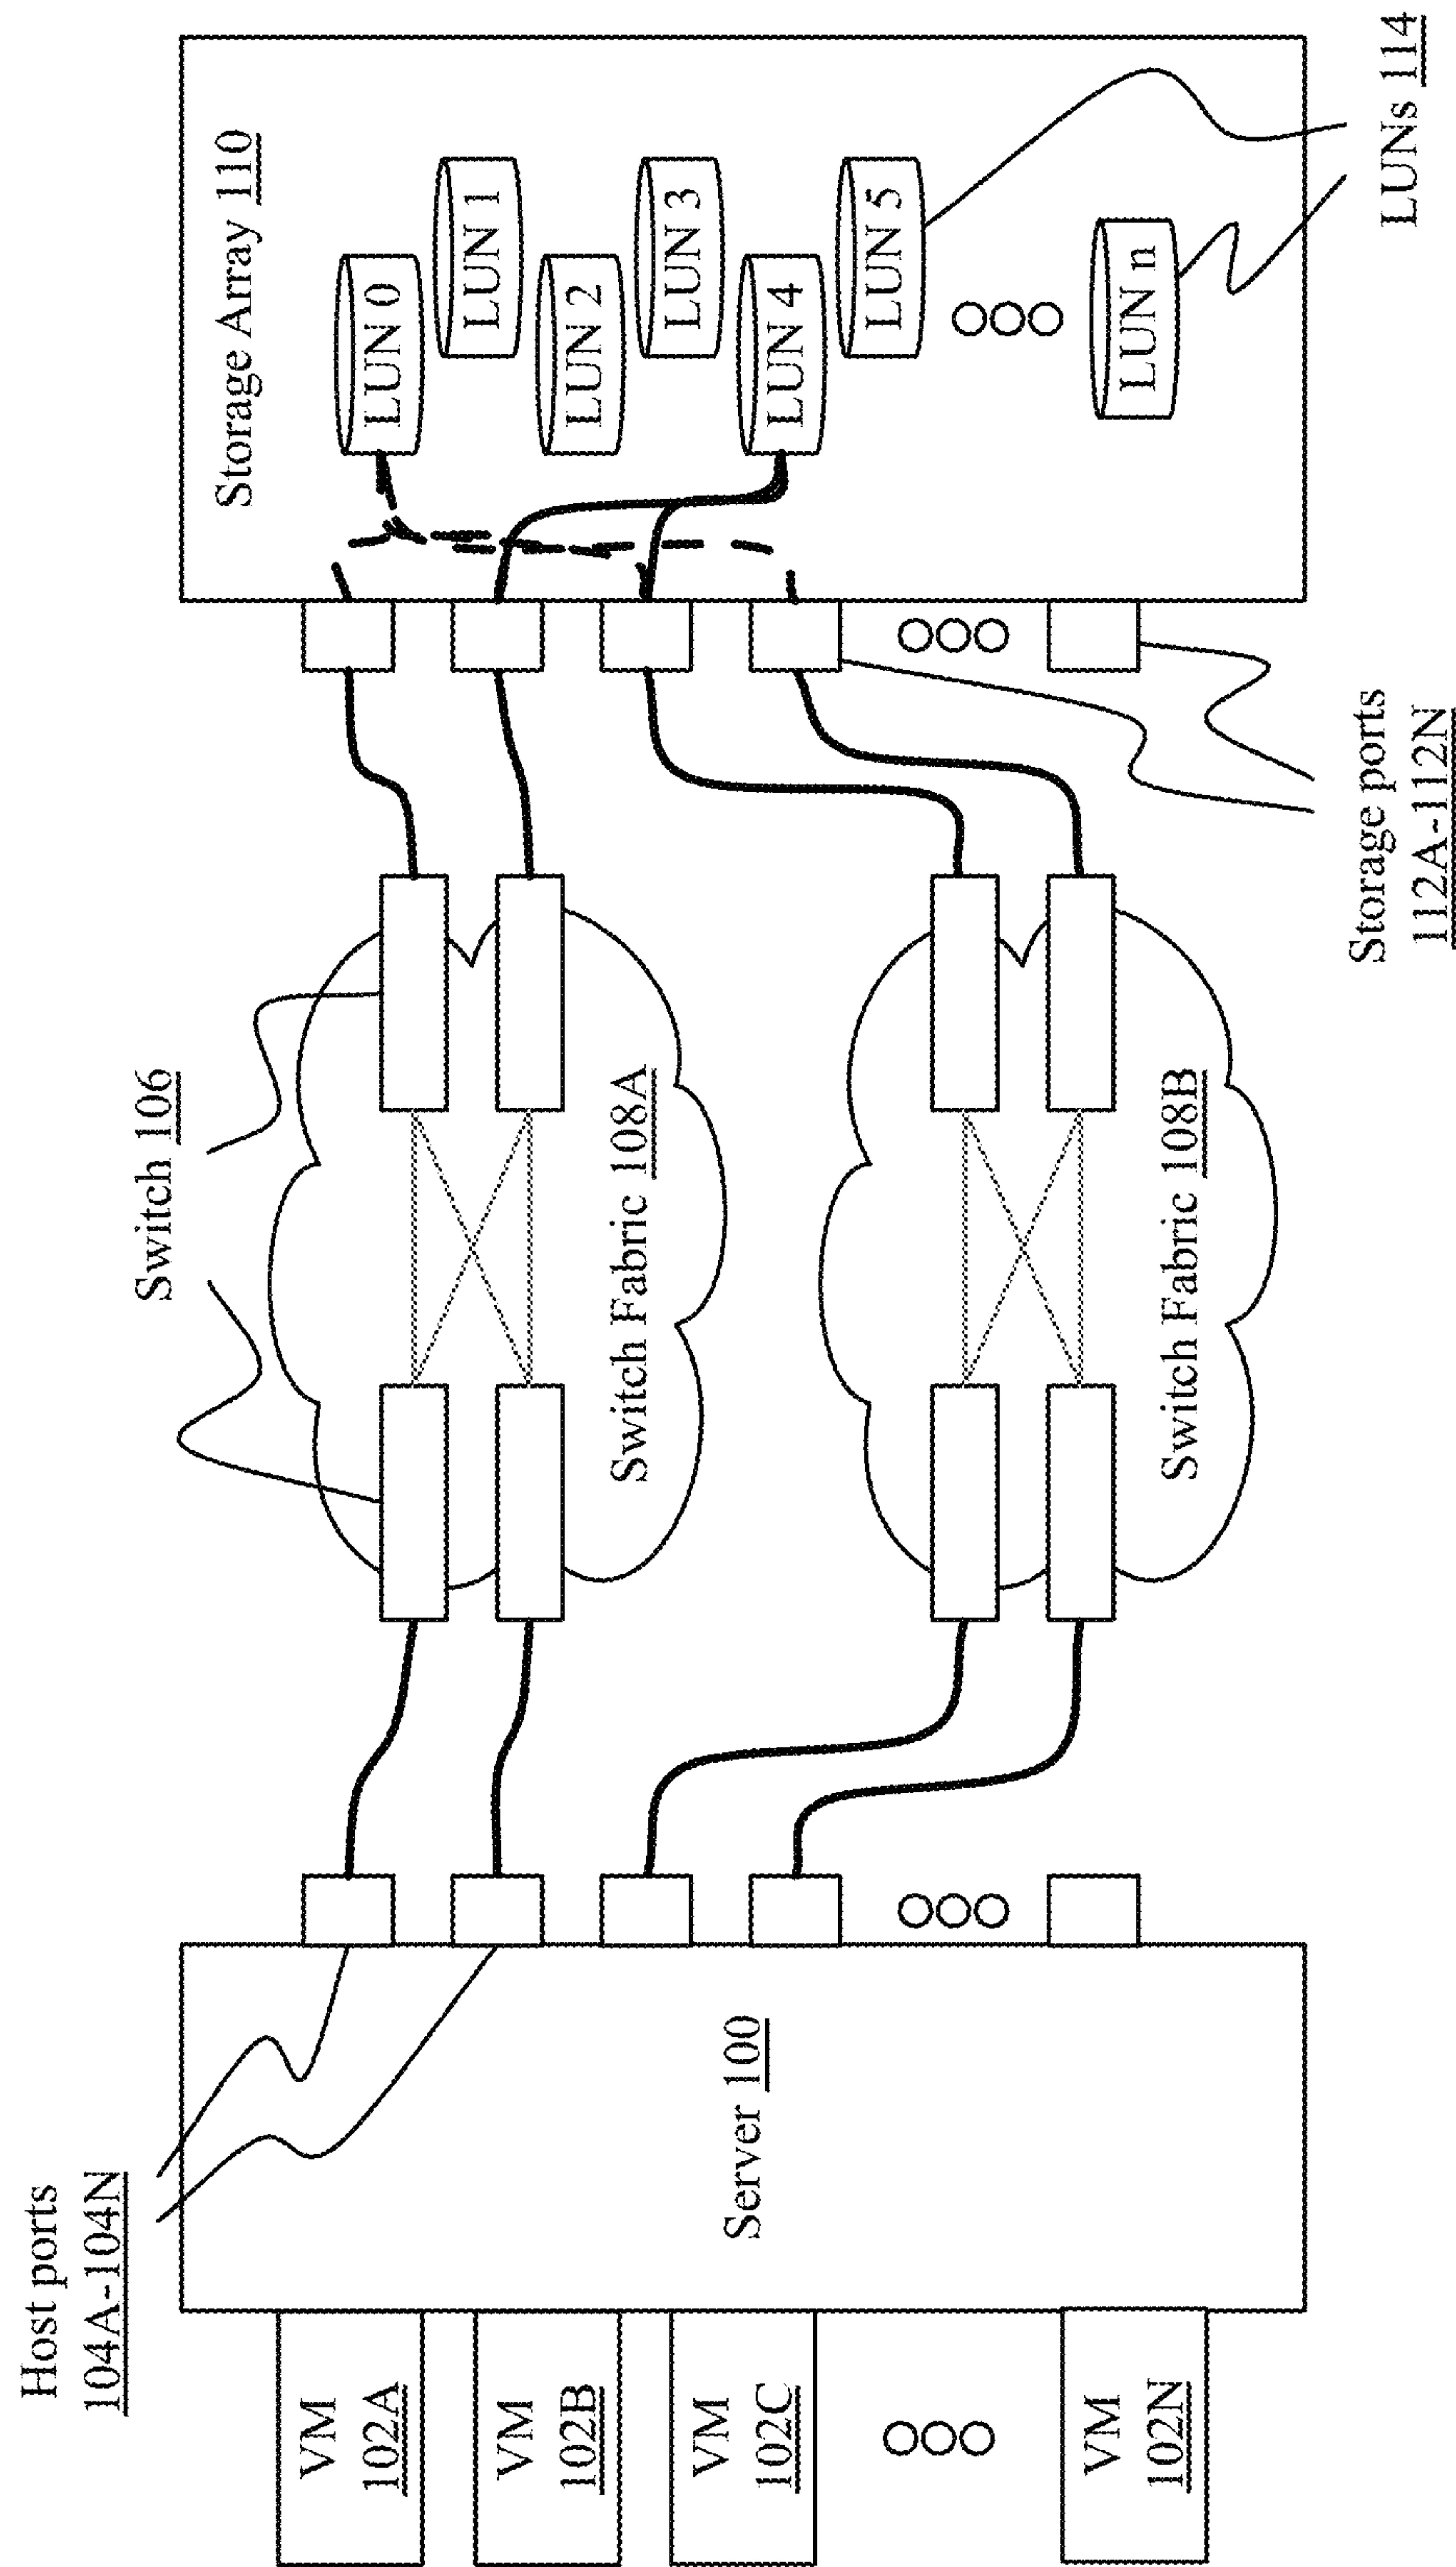 Host ports
104A-104N
VM
102A
VM
102B
VM
102C
VM
102N
Server 100
Switch 106
Switch Fabric 108A
Switch Fabric 108B
Storage ports
112A-112N
Storage Array 110
LUN 0
LUN 1
LUN 2
LUN 3
LUN 4
LUN 5
LUN n
LUNs 114